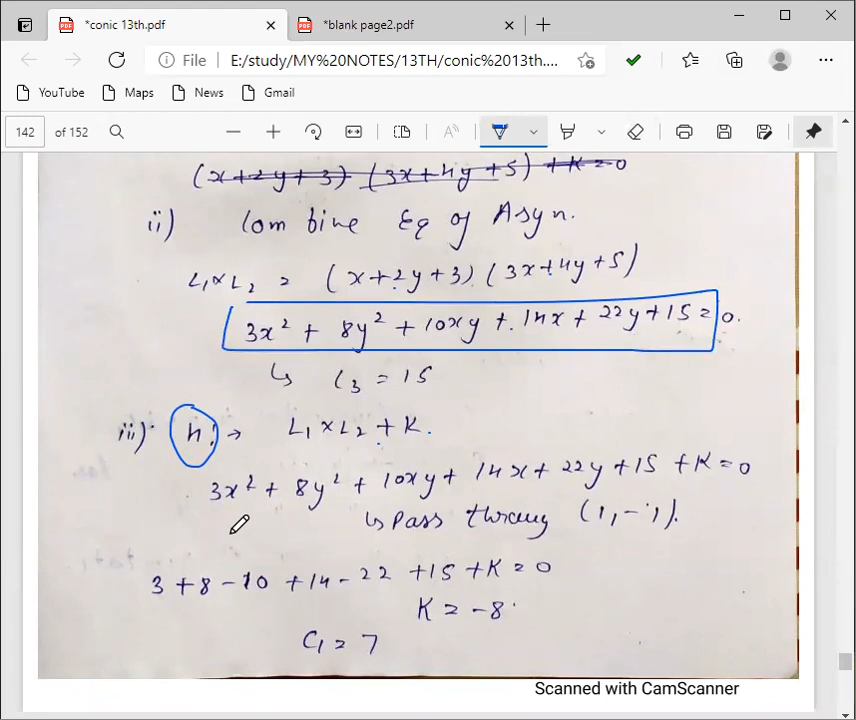 *conic 13th.pdf
*blank page2.pdf
File E:/study/MY%20NOTES/13TH/conic%2013th....
YouTube Maps News Gmail
142 of 152
(x+2y+3) (3x+4y+5) +K=0
ii) Combine Eq of Asyn.
L₁×L₂ = (x+2y+3) (3x+4y+5)
3x² + 8y² + 10xy + 14x + 22y + 15 = 0.
↳ C₃ = 15
iii) H: → L₁×L₂ + K.
3x² + 8y² + 10xy + 14x + 22y + 15 + K = 0
↳ Pass throug (1,-1).
3 + 8 - 10 + 14 - 22 + 15 + K = 0
K = -8
C₁ = 7
Scanned with CamScanner